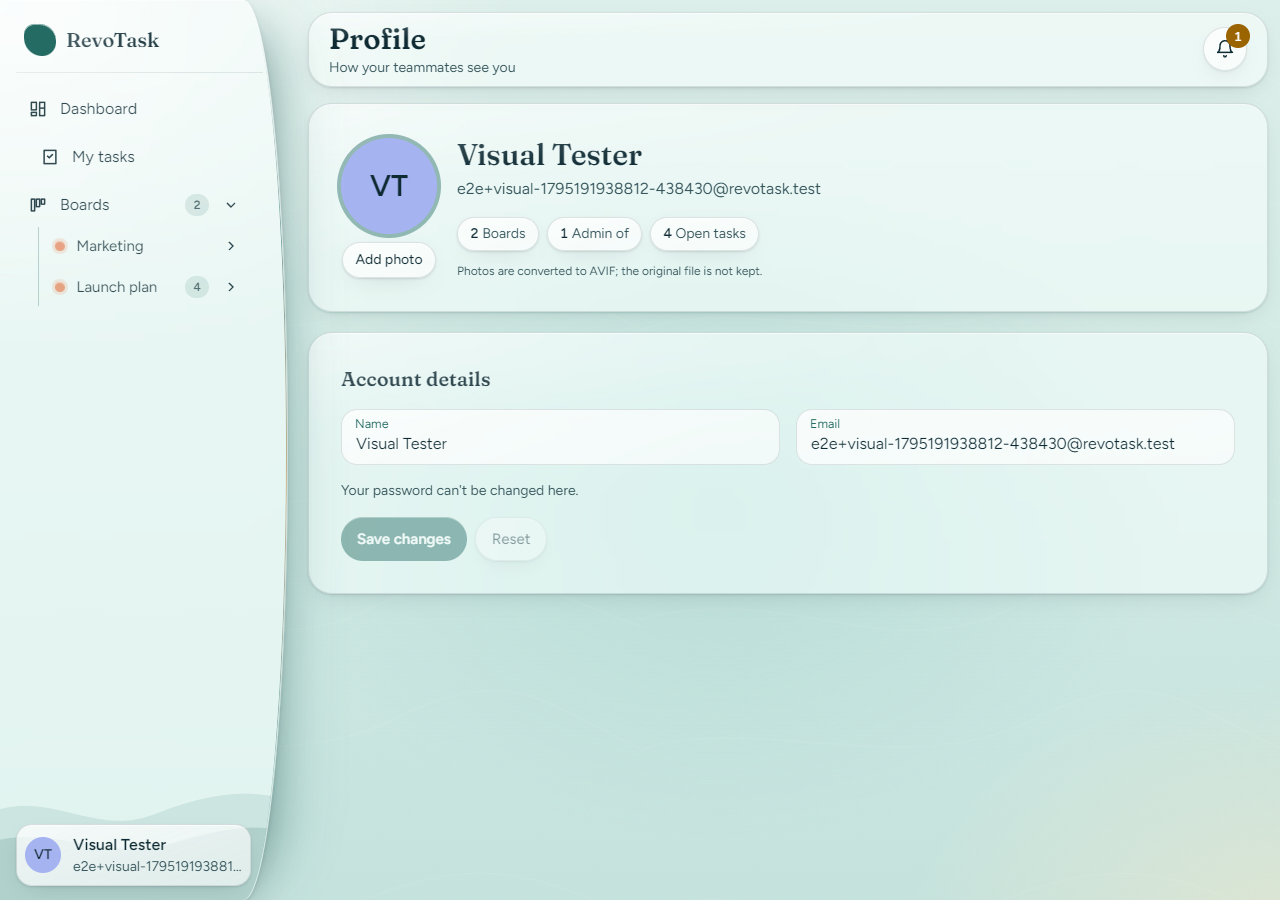 RevoTask
Dashboard
My tasks
Boards 2
Marketing
Launch plan 4
VT
Visual Tester
e2e+visual-179519193881...
Profile
How your teammates see you
1
VT
Add photo
Visual Tester
e2e+visual-1795191938812-438430@revotask.test
2 Boards 1 Admin of 4 Open tasks
Photos are converted to AVIF; the original file is not kept.
Account details
Name
Visual Tester
Email
e2e+visual-1795191938812-438430@revotask.test
Your password can't be changed here.
Save changes Reset